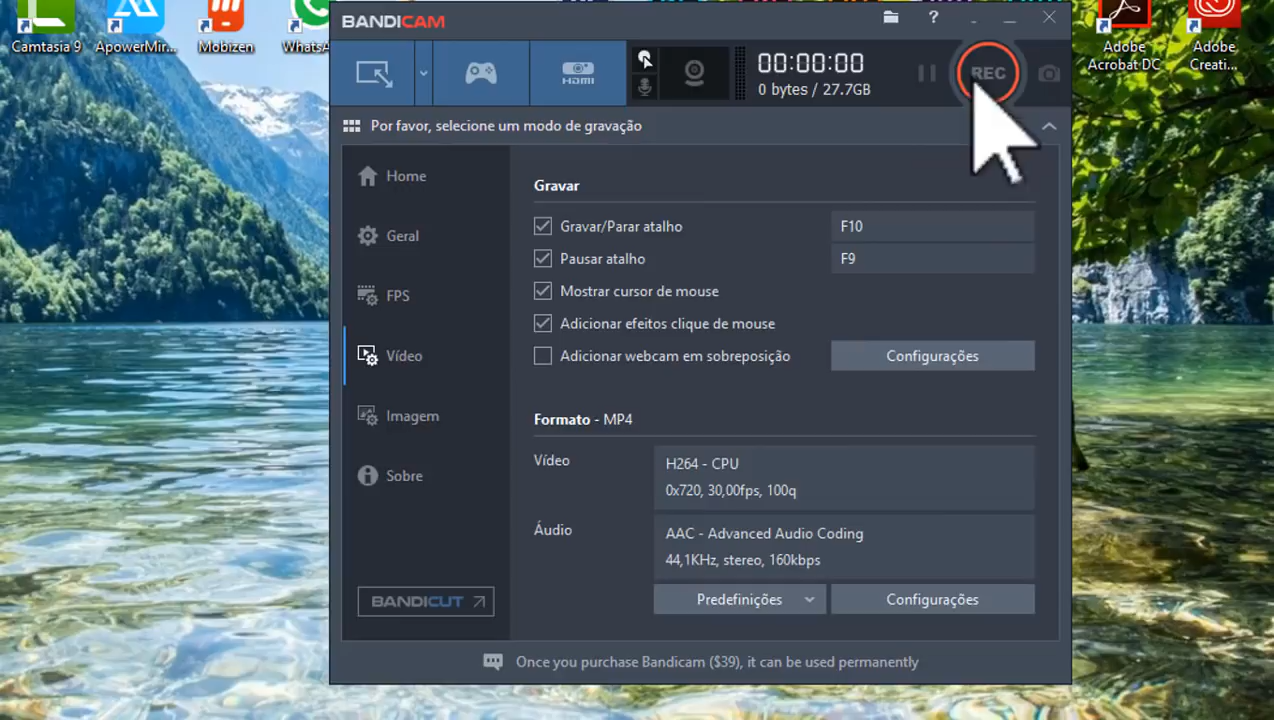 Camtasia 9
ApowerMir...
Mobizen
WhatsA
Adobe
Acrobat DC
Adobe
Creati...
BANDICAM
?
HDMI
00:00:00
0 bytes / 27.7GB
REC
Por favor, selecione um modo de gravação
Home
Geral
FPS
Vídeo
Imagem
Sobre
BANDICUT
Gravar
Gravar/Parar atalho
F10
Pausar atalho
F9
Mostrar cursor de mouse
Adicionar efeitos clique de mouse
Adicionar webcam em sobreposição
Configurações
Formato - MP4
Vídeo
H264 - CPU
0x720, 30,00fps, 100q
Áudio
AAC - Advanced Audio Coding
44,1KHz, stereo, 160kbps
Predefinições
Configurações
Once you purchase Bandicam ($39), it can be used permanently